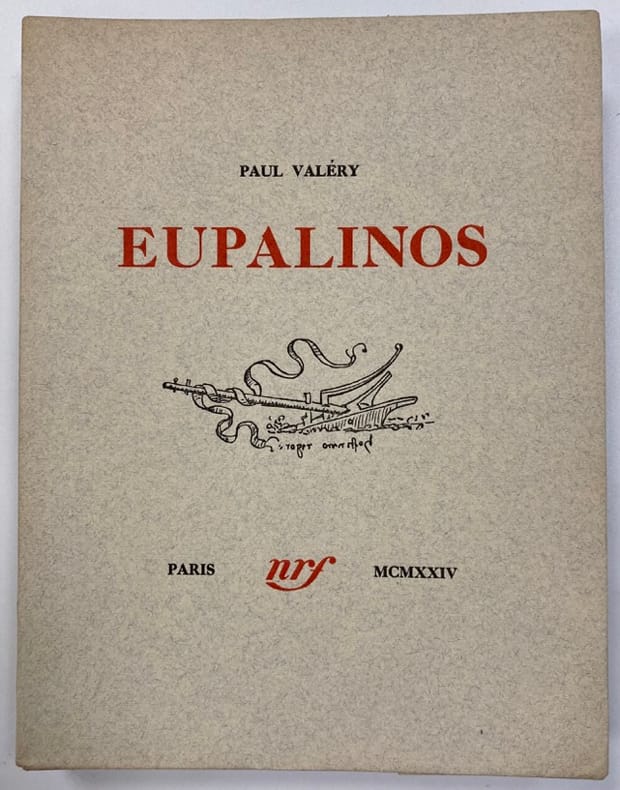 PAUL VALÉRY
EUPALINOS
PARIS nrf MCMXXIV